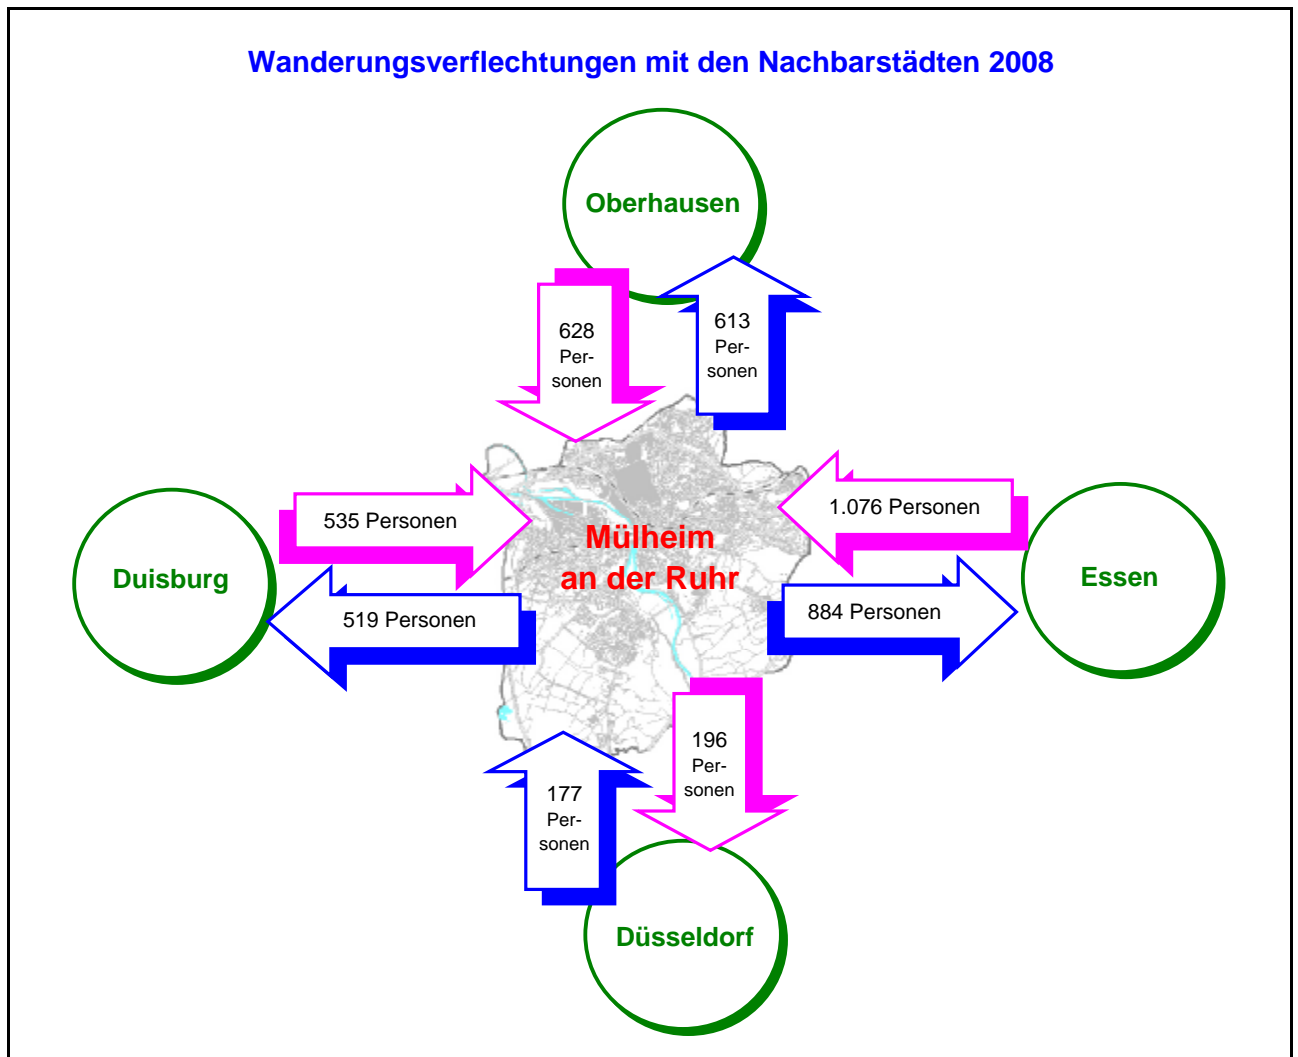 Wanderungsverflechtungen mit den Nachbarstädten 2008
Oberhausen
628
Per-
sonen
613
Per-
sonen
535 Personen
1.076 Personen
Mülheim
an der Ruhr
Duisburg
Essen
519 Personen
884 Personen
196
Per-
sonen
177
Per-
sonen
Düsseldorf